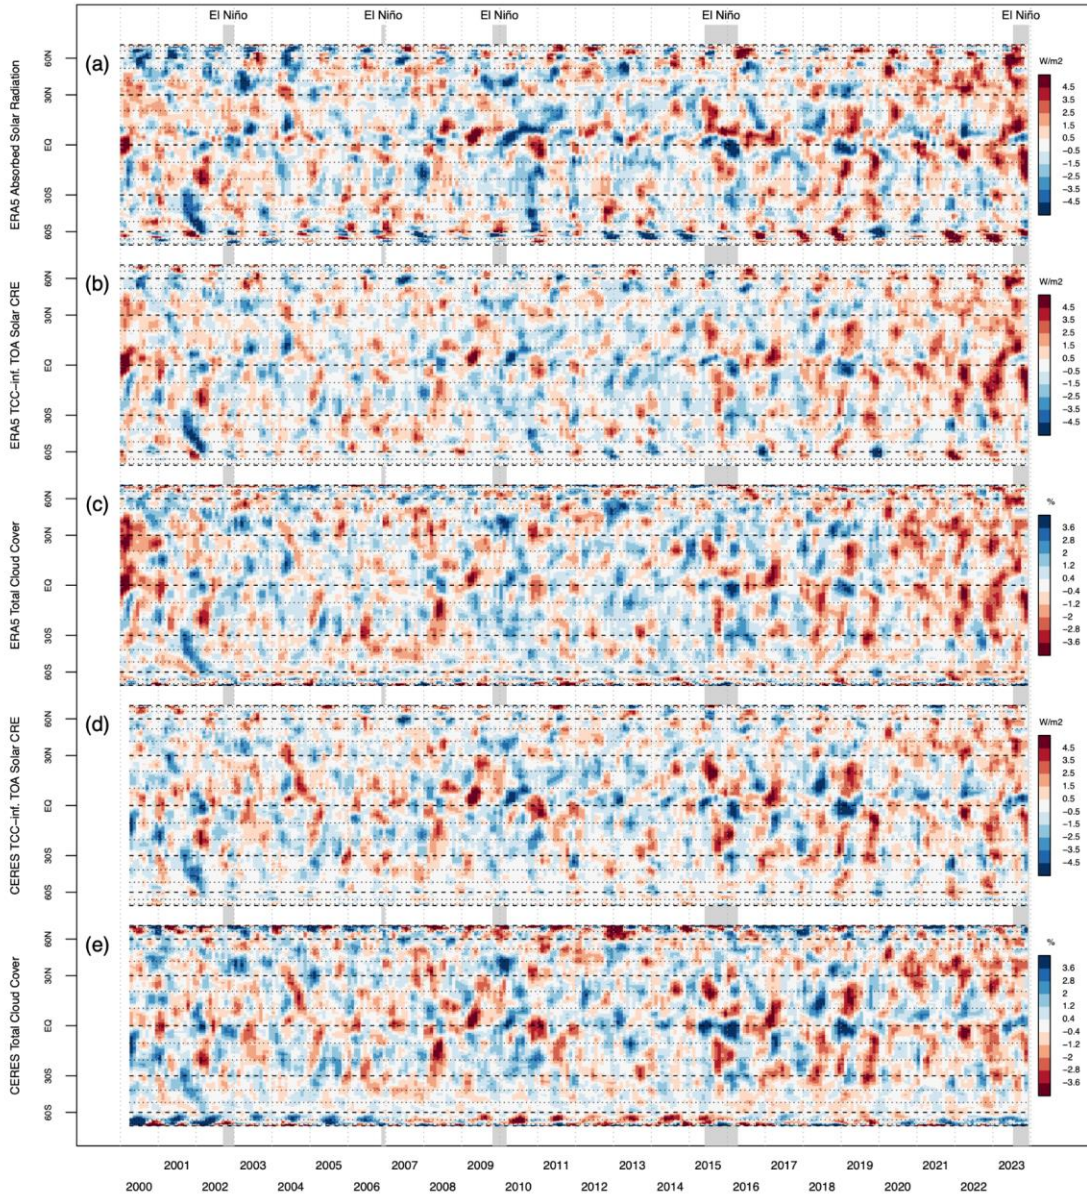 El Niño El Niño El Niño El Niño El Niño
(a)
ERA5 Absorbed Solar Radiation
60N
30N
EQ
30S
60S
W/m2
4.5
3.5
2.5
1.5
0.5
−0.5
−1.5
−2.5
−3.5
−4.5
(b)
ERA5 TCC−inf. TOA Solar CRE
60N
30N
EQ
30S
60S
W/m2
4.5
3.5
2.5
1.5
0.5
−0.5
−1.5
−2.5
−3.5
−4.5
(c)
ERA5 Total Cloud Cover
60N
30N
EQ
30S
60S
%
3.6
2.8
2
1.2
0.4
−0.4
−1.2
−2
−2.8
−3.6
(d)
CERES TCC−inf. TOA Solar CRE
60N
30N
EQ
30S
60S
W/m2
4.5
3.5
2.5
1.5
0.5
−0.5
−1.5
−2.5
−3.5
−4.5
(e)
CERES Total Cloud Cover
60N
30N
EQ
30S
60S
%
3.6
2.8
2
1.2
0.4
−0.4
−1.2
−2
−2.8
−3.6
2001 2003 2005 2007 2009 2011 2013 2015 2017 2019 2021 2023
2000 2002 2004 2006 2008 2010 2012 2014 2016 2018 2020 2022